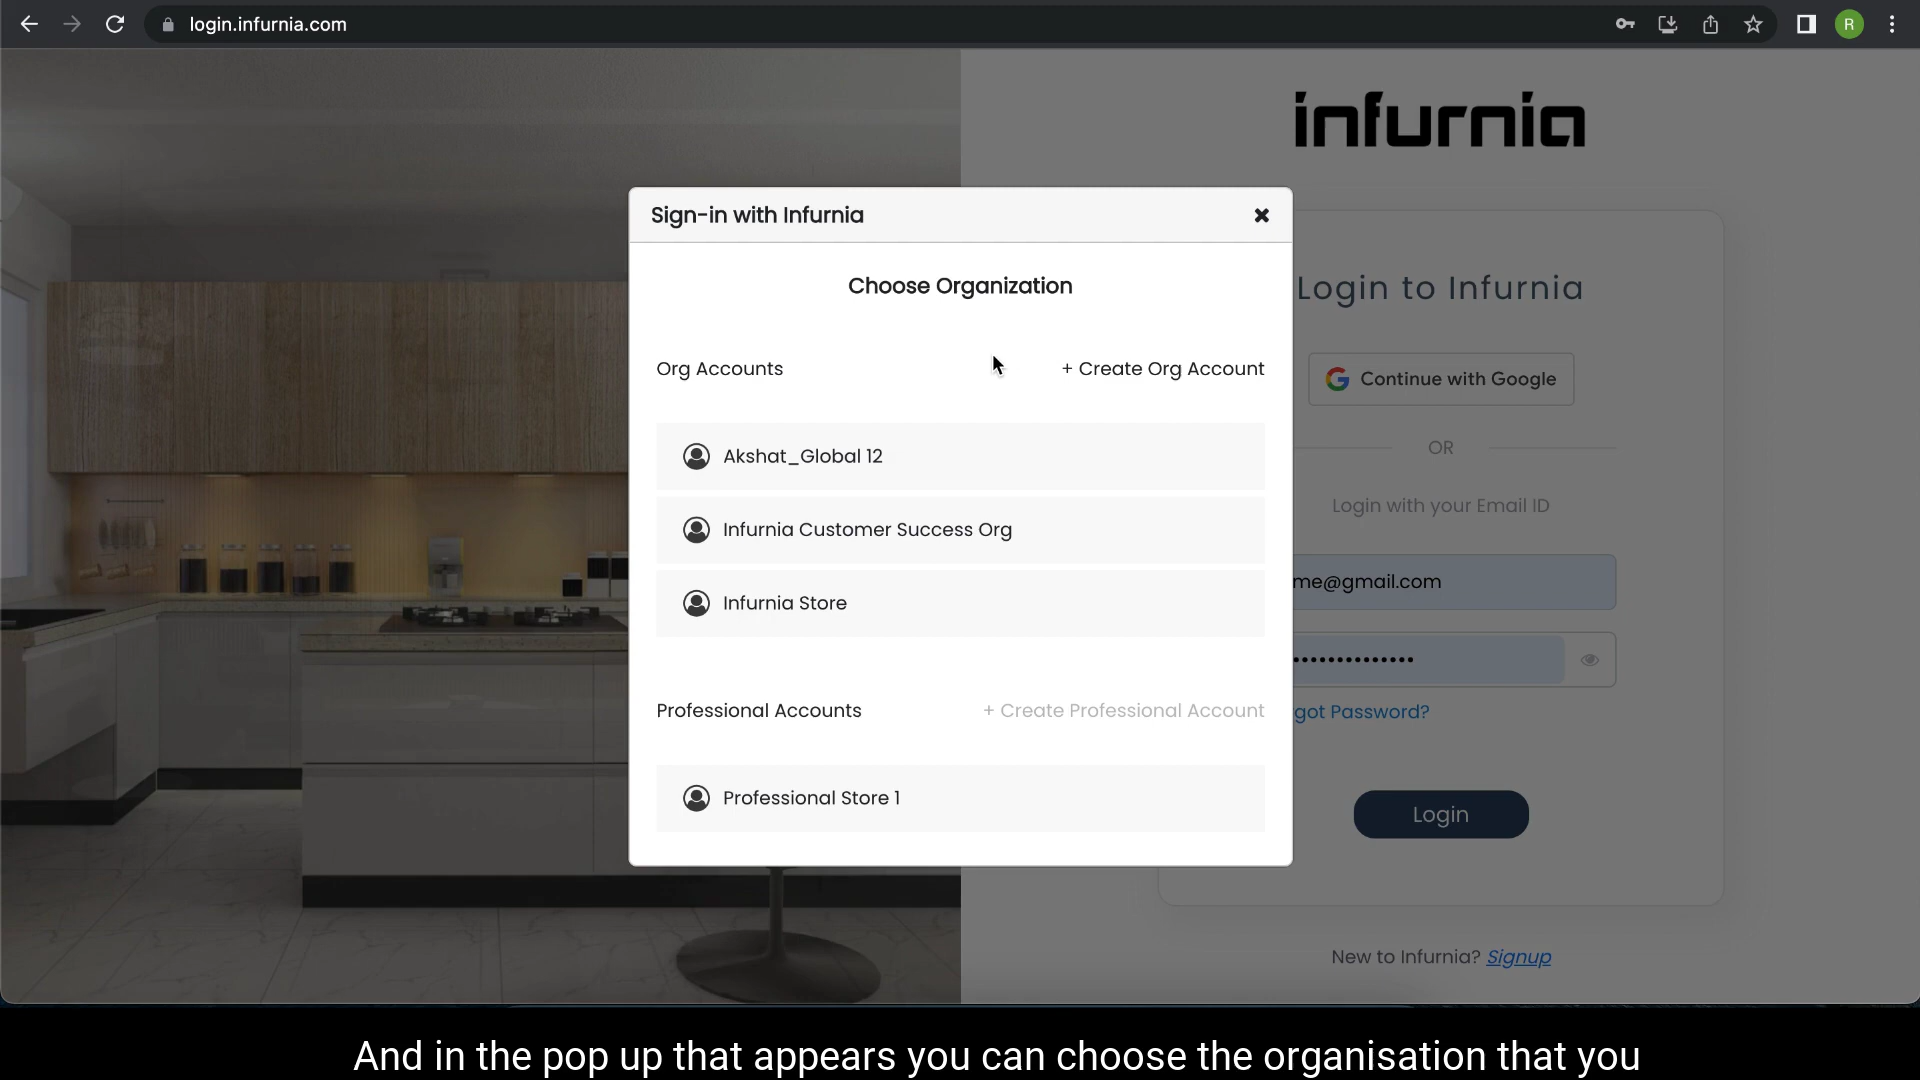 login.infurnia.com
R
infurnia
Sign-in with Infurnia
Choose Organization
Org Accounts
+ Create Org Account
Akshat_Global 12
Infurnia Customer Success Org
Infurnia Store
Professional Accounts
+ Create Professional Account
Professional Store 1
Login to Infurnia
Continue with Google
OR
Login with your Email ID
me@gmail.com
got Password?
Login
New to Infurnia? Signup
And in the pop up that appears you can choose the organisation that you